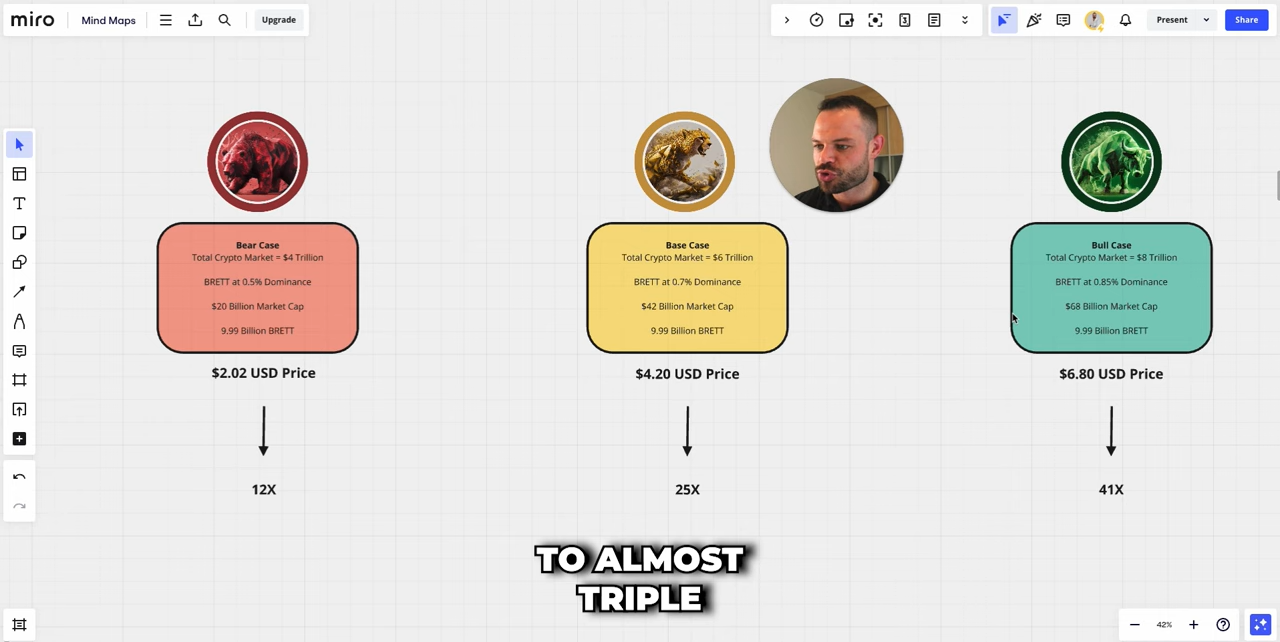 miro
Mind Maps
Upgrade
3
Present
Share
Bear Case
Total Crypto Market = $4 Trillion
BRETT at 0.5% Dominance
$20 Billion Market Cap
9.99 Billion BRETT
$2.02 USD Price
12X
Base Case
Total Crypto Market = $6 Trillion
BRETT at 0.7% Dominance
$42 Billion Market Cap
9.99 Billion BRETT
$4.20 USD Price
25X
Bull Case
Total Crypto Market = $8 Trillion
BRETT at 0.85% Dominance
$68 Billion Market Cap
9.99 Billion BRETT
$6.80 USD Price
41X
TO ALMOST
TRIPLE
42%